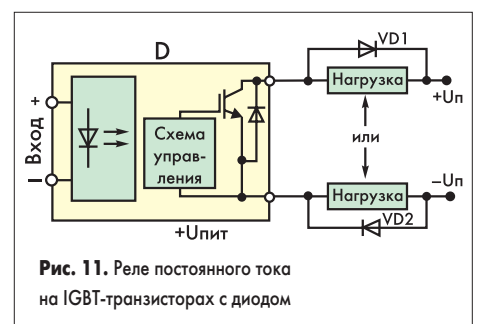 D
VD1
Нагрузка
+Uп
Вход
+
−
Схема
управ-
ления
или
−Uп
Нагрузка
VD2
+Uпит
Рис. 11. Реле постоянного тока
на IGBT-транзисторах с диодом